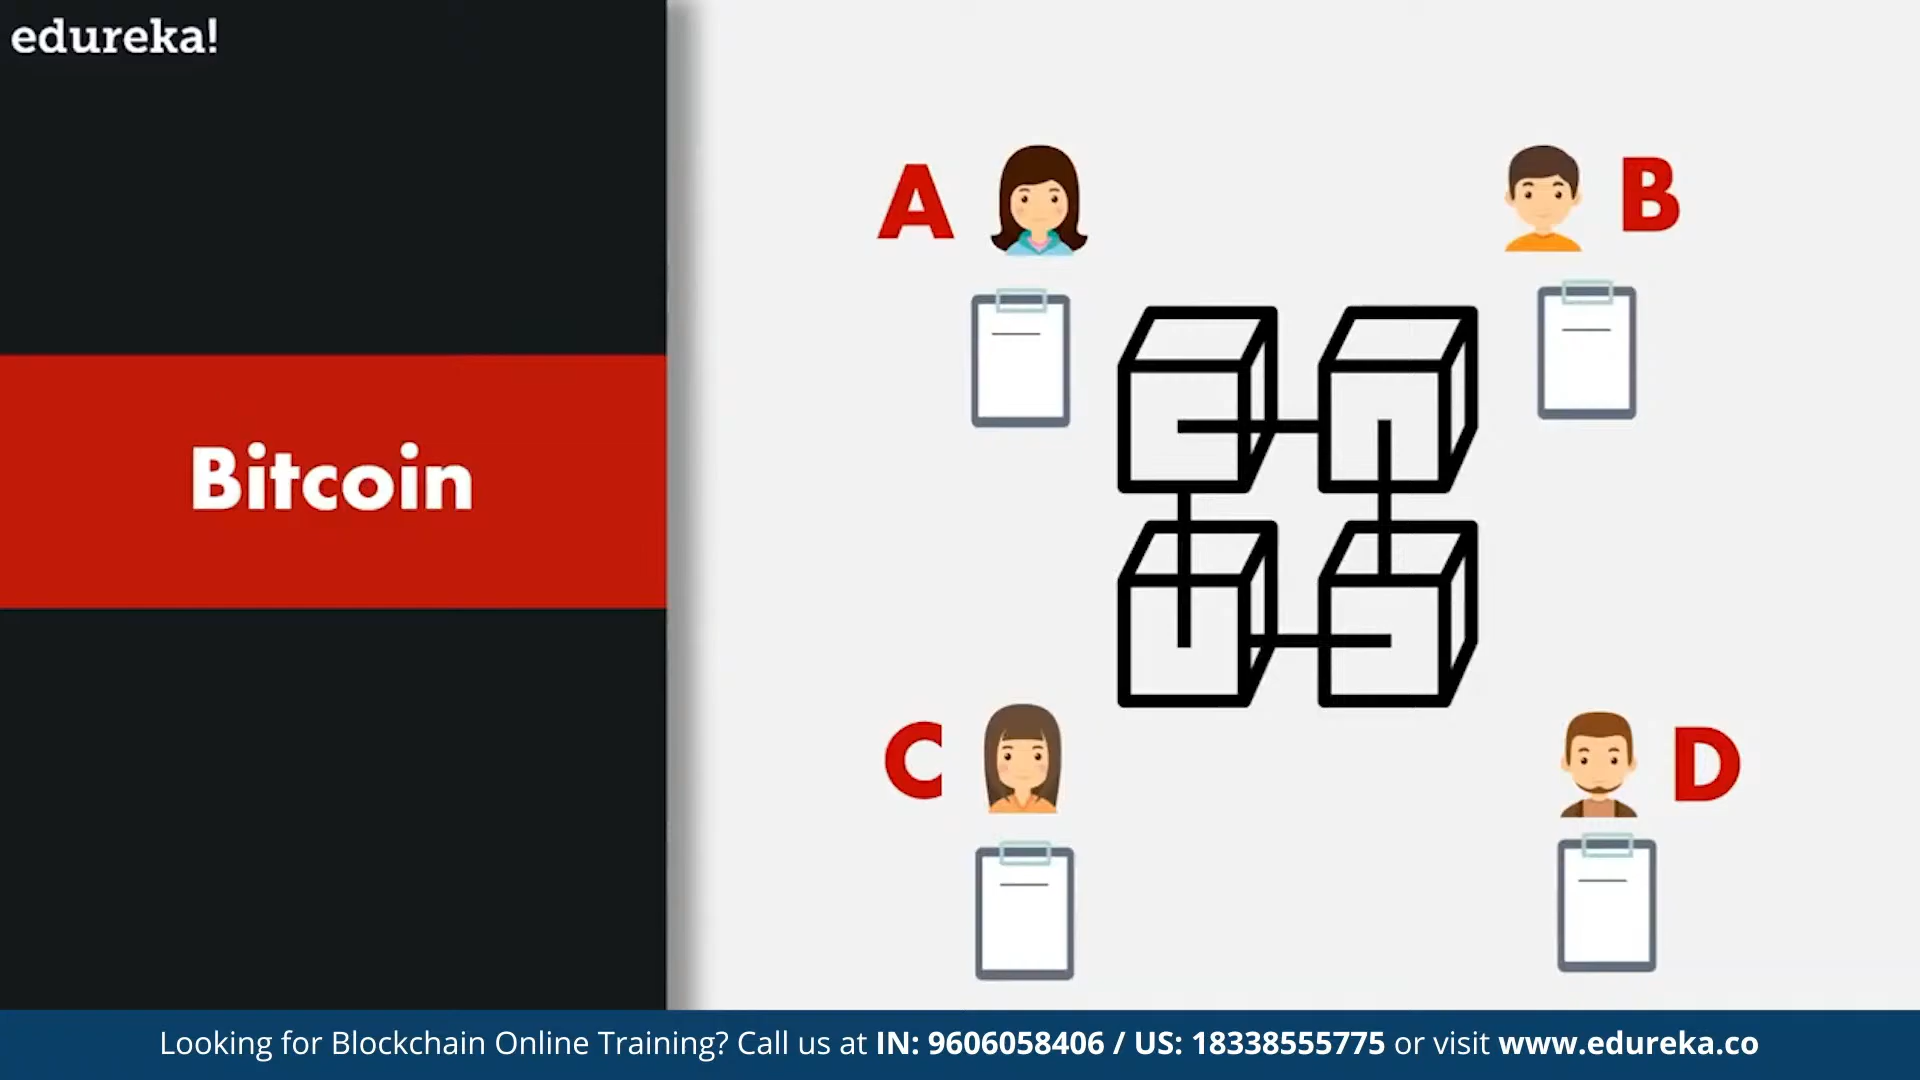 edureka!
Bitcoin
A
B
C
D
Looking for Blockchain Online Training? Call us at IN: 9606058406 / US: 18338555775 or visit www.edureka.co